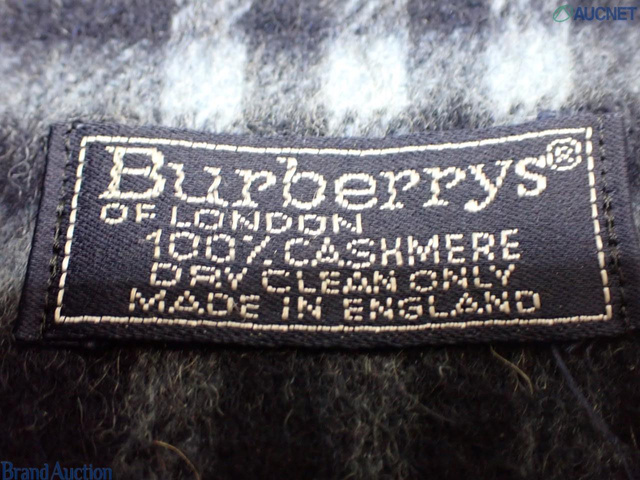 AUCNET
Burberrys®
OF LONDON
100% CASHMERE
DRY CLEAN ONLY
MADE IN ENGLAND
Brand Auction